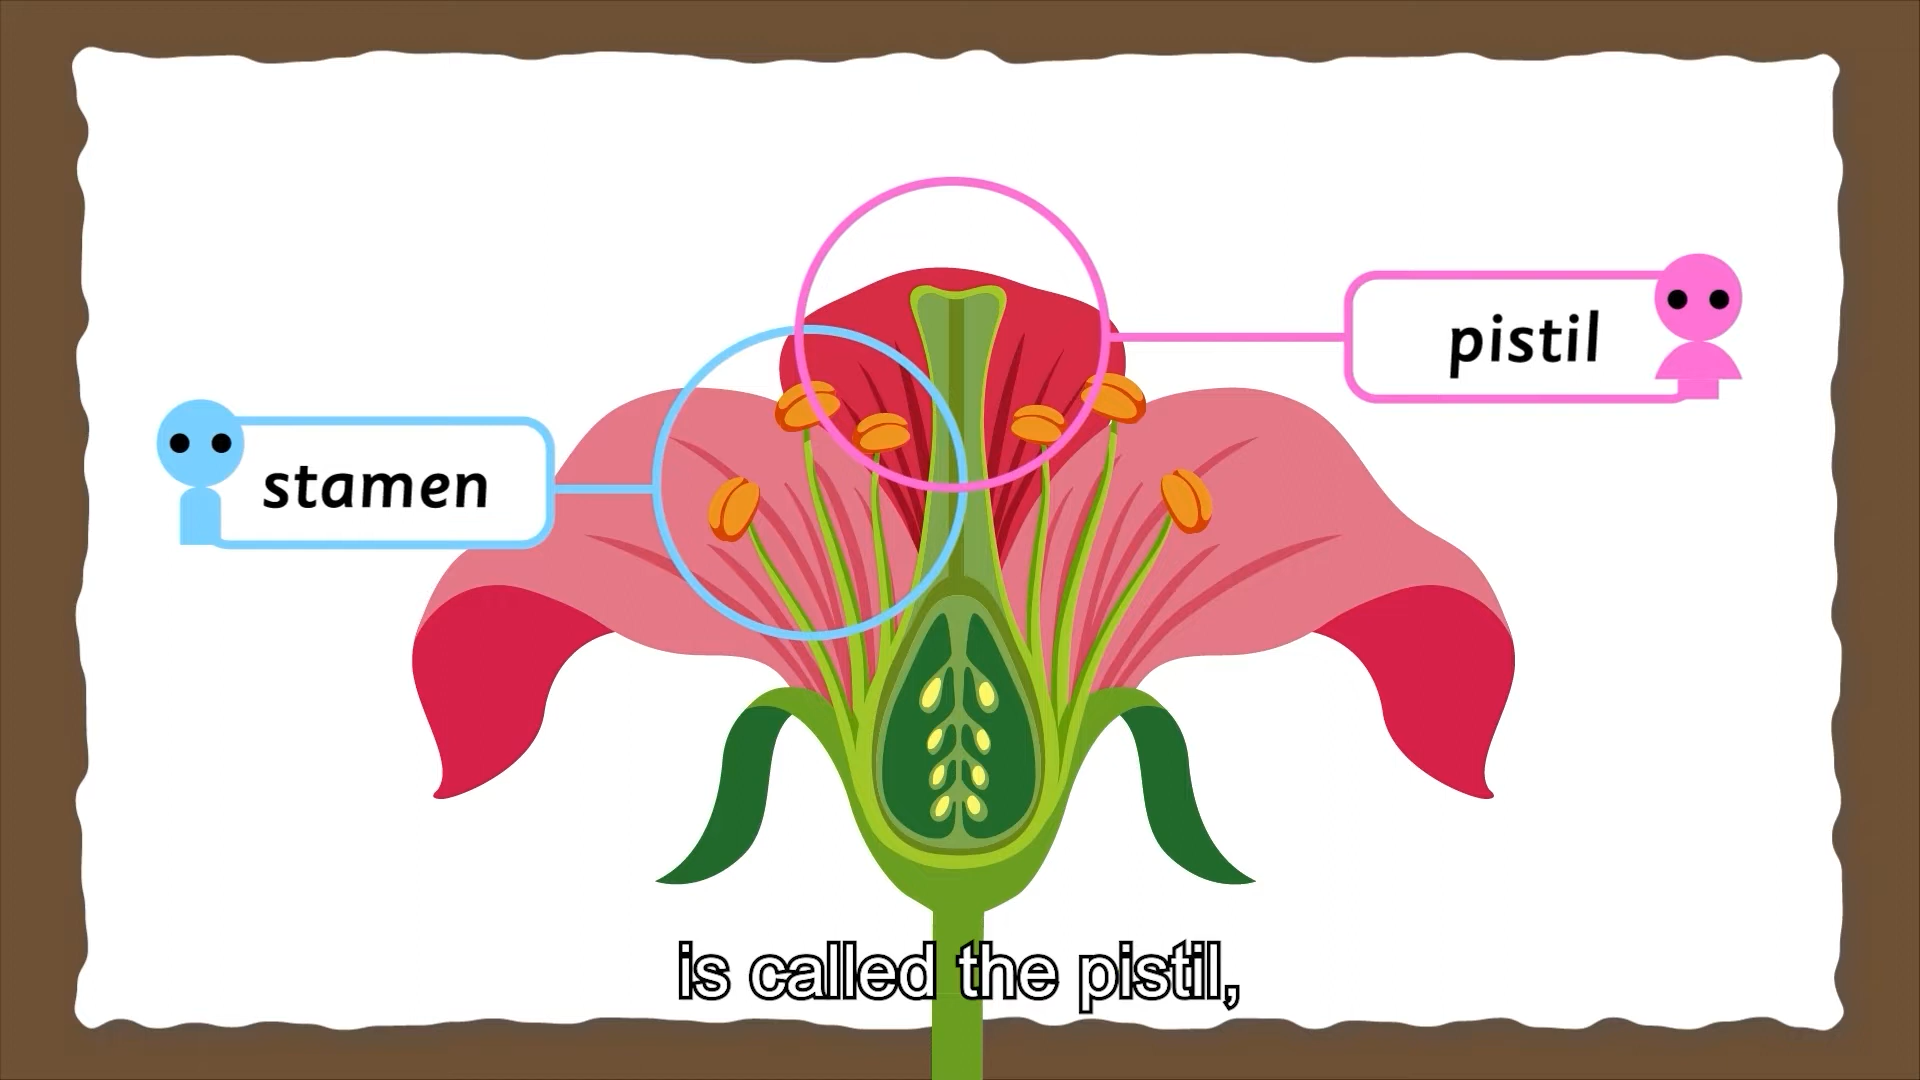 pistil
stamen
is called the pistil,